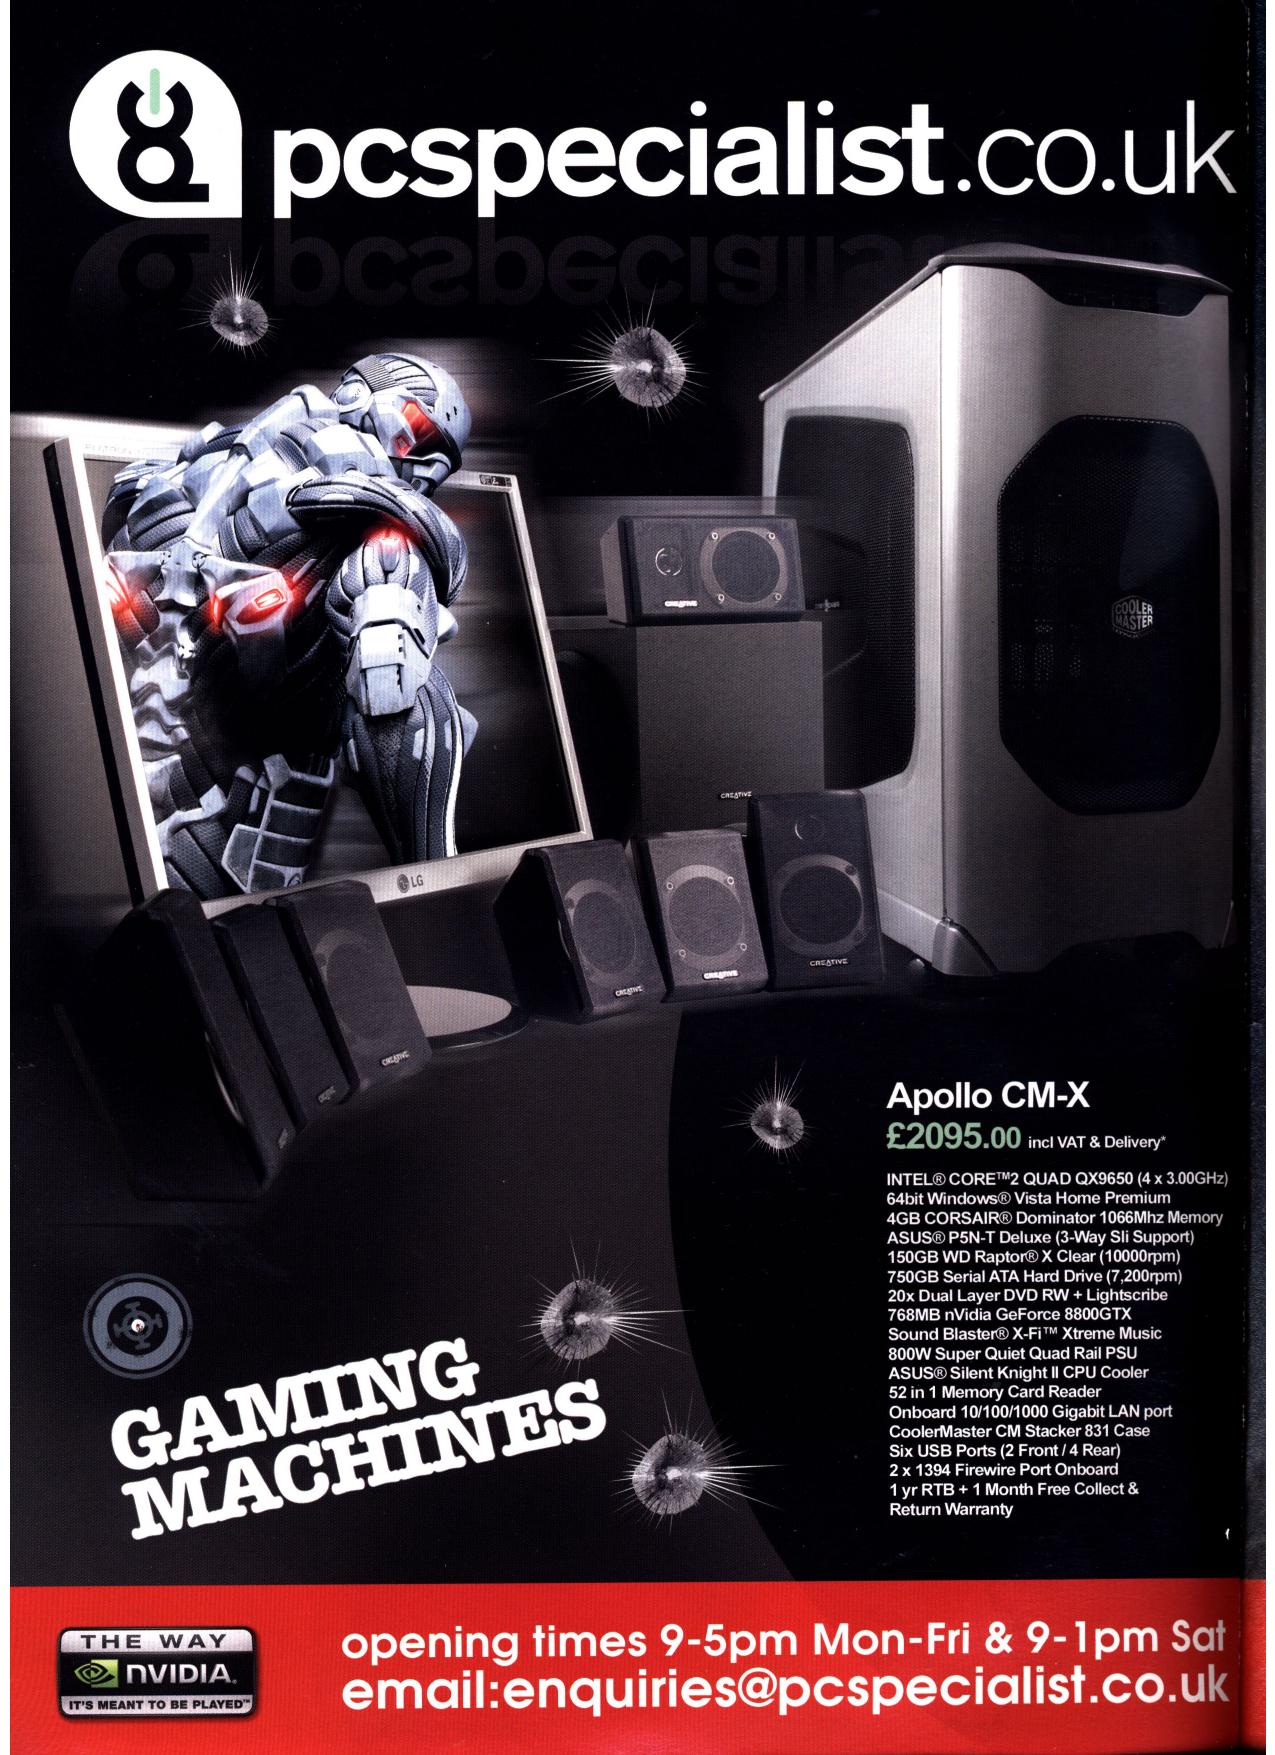 pcspecialist.co.uk
COOLER
MASTER
CREATIVE
CREATIVE
LG
CREATIVE
CREATIVE
CREATIVE
CREATIVE
Apollo CM-X
£2095.00 incl VAT & Delivery*
INTEL® CORE™2 QUAD QX9650 (4 x 3.00GHz)
64bit Windows® Vista Home Premium
4GB CORSAIR® Dominator 1066Mhz Memory
ASUS® P5N-T Deluxe (3-Way Sli Support)
150GB WD Raptor® X Clear (10000rpm)
750GB Serial ATA Hard Drive (7,200rpm)
20x Dual Layer DVD RW + Lightscribe
768MB nVidia GeForce 8800GTX
Sound Blaster® X-Fi™ Xtreme Music
800W Super Quiet Quad Rail PSU
ASUS® Silent Knight II CPU Cooler
52 in 1 Memory Card Reader
Onboard 10/100/1000 Gigabit LAN port
CoolerMaster CM Stacker 831 Case
Six USB Ports (2 Front / 4 Rear)
2 x 1394 Firewire Port Onboard
1 yr RTB + 1 Month Free Collect &
Return Warranty
GAMING
MACHINES
THE WAY
NVIDIA.
IT'S MEANT TO BE PLAYED™
opening times 9-5pm Mon-Fri & 9-1pm Sat
email:enquiries@pcspecialist.co.uk